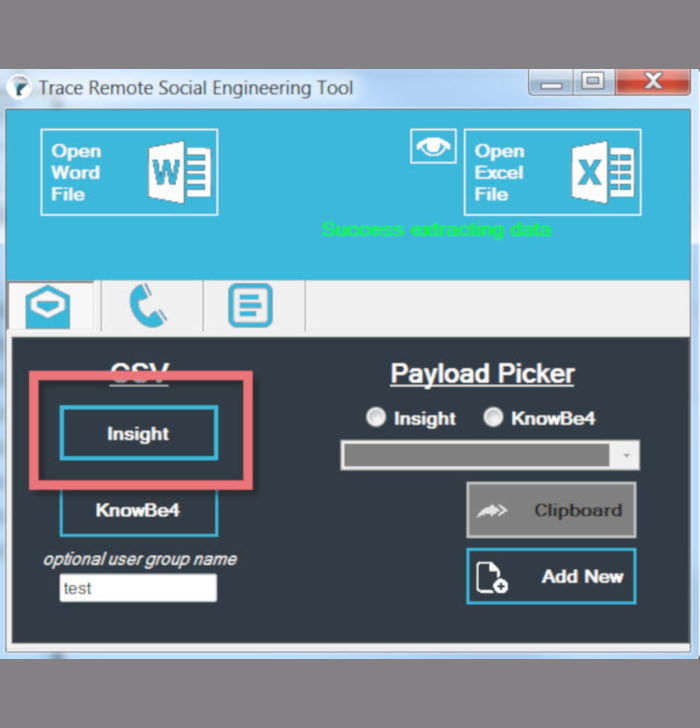 Trace Remote Social Engineering Tool
Open
Word
File
W
Open
Excel
File
X
Success extracting data
CSV
Insight
KnowBe4
optional user group name
test
Payload Picker
Insight
KnowBe4
Clipboard
Add New